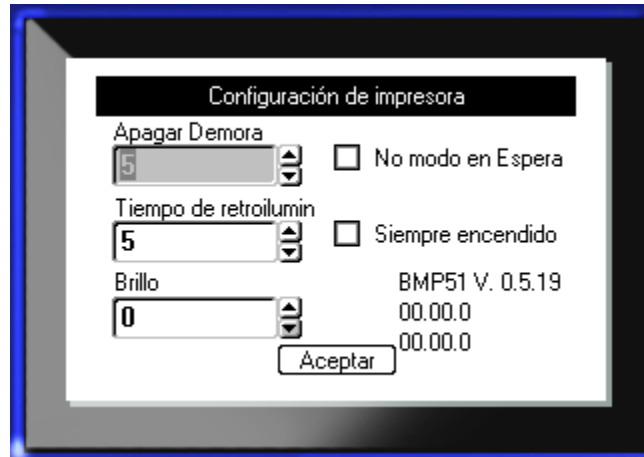 Configuración de impresora
Apagar Demora
5
No modo en Espera
Tiempo de retroilumin
5
Siempre encendido
Brillo
0
BMP51 V. 0.5.19
00.00.0
00.00.0
Aceptar